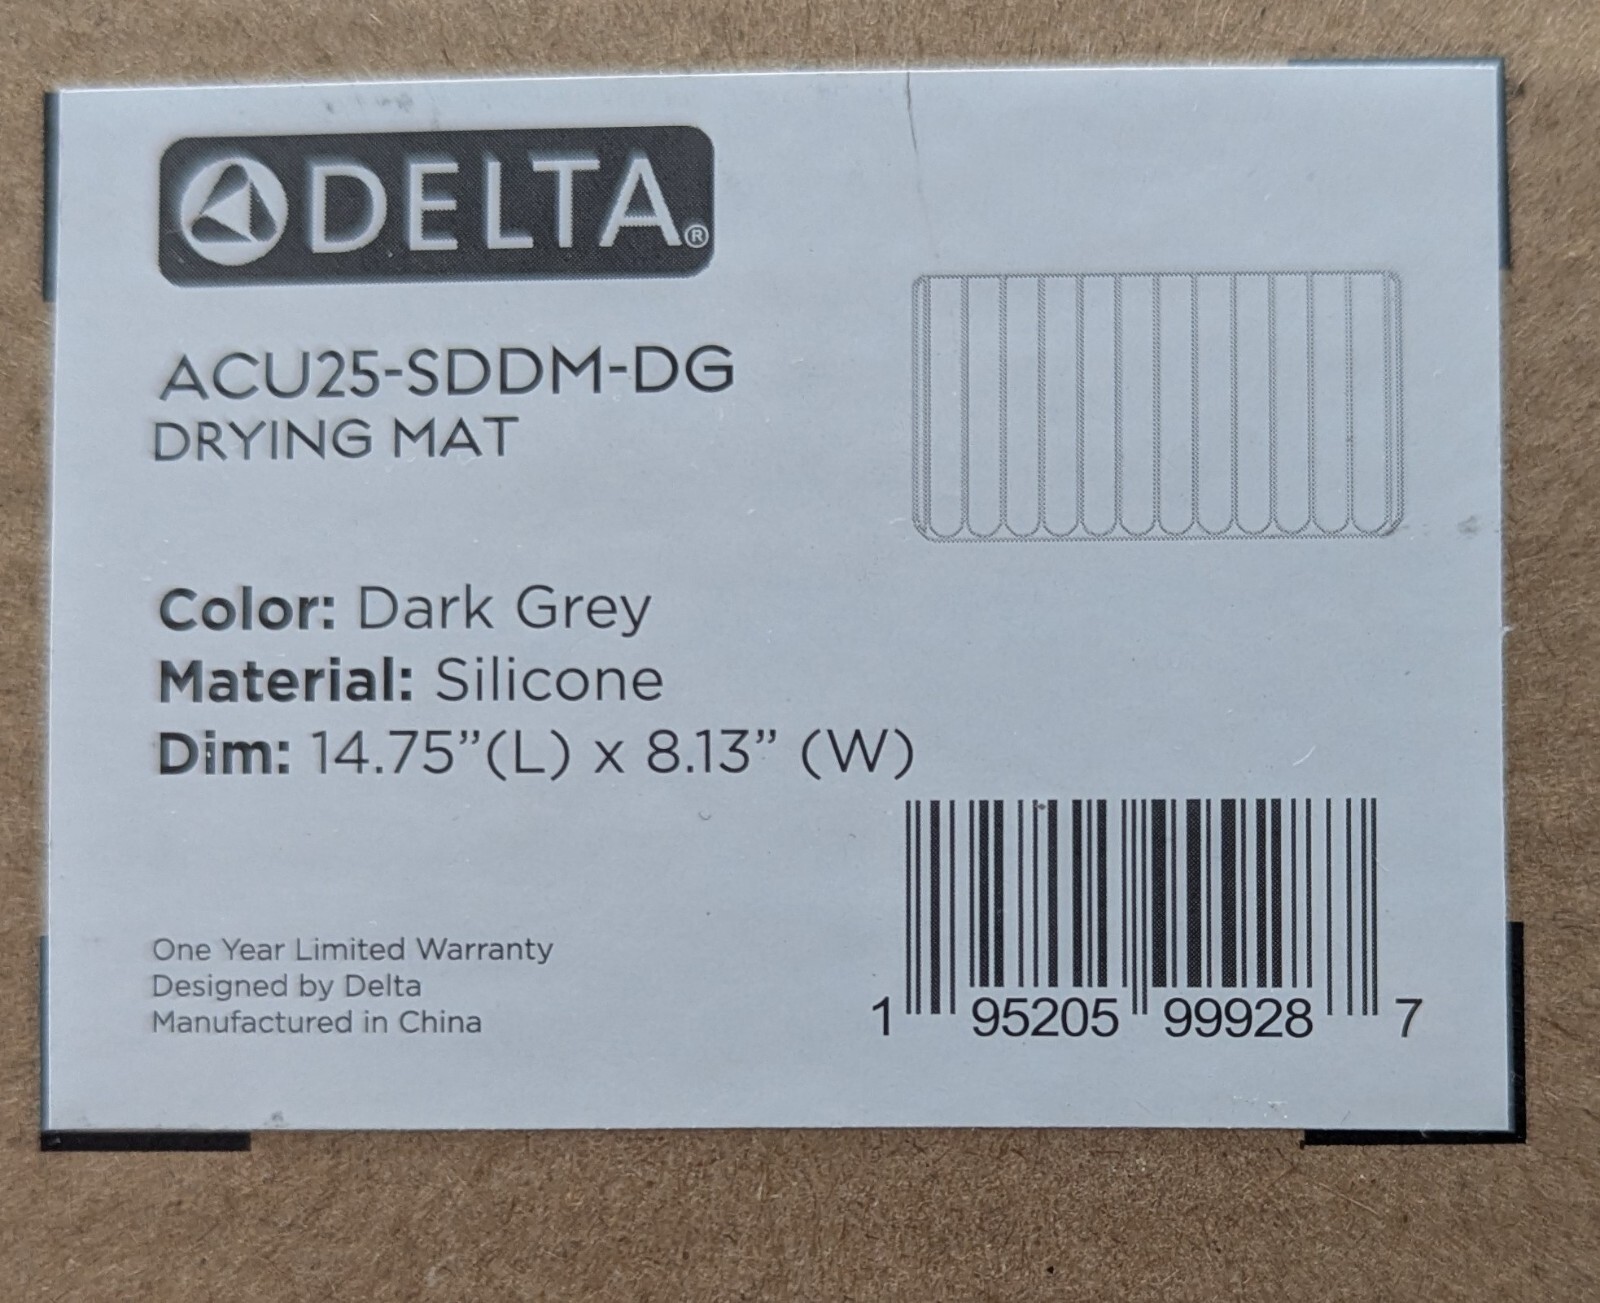 DELTA®
ACU25-SDDM-DG
DRYING MAT
Color: Dark Grey
Material: Silicone
Dim: 14.75”(L) x 8.13” (W)
One Year Limited Warranty
Designed by Delta
Manufactured in China
1 95205 99928 7